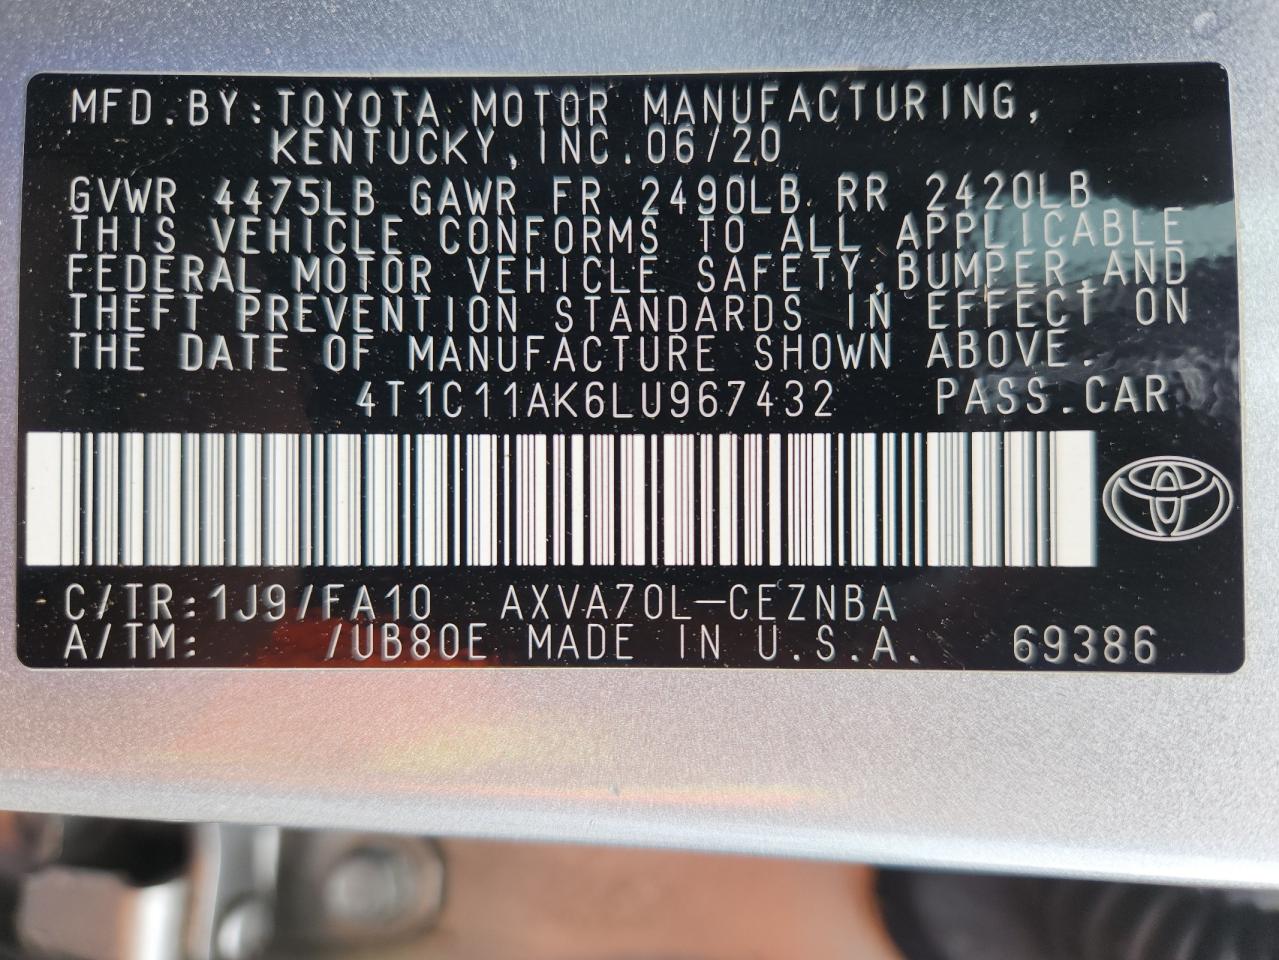 MFD.BY:TOYOTA MOTOR MANUFACTURING,
KENTUCKY,INC.06/20
GVWR 4475LB GAWR FR 2490LB RR 2420LB
THIS VEHICLE CONFORMS TO ALL APPLICABLE
FEDERAL MOTOR VEHICLE SAFETY,BUMPER,AND
THEFT PREVENTION STANDARDS IN EFFECT ON
THE DATE OF MANUFACTURE SHOWN ABOVE.
4T1C11AK6LU967432 PASS.CAR
C/TR:1J9/FA10 AXVA70L-CEZNBA
A/TM: /UB80E MADE IN U.S.A. 69386